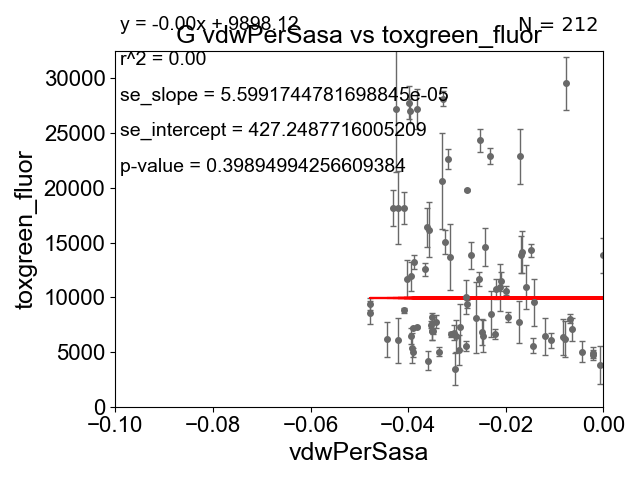 y = -0.00x + 9898.12
N = 212
G vdwPerSasa vs toxgreen_fluor
r^2 = 0.00
se_slope = 5.5991744781698845e-05
se_intercept = 427.2487716005209
p-value = 0.39894994256609384
30000
25000
20000
15000
10000
5000
0
toxgreen_fluor
−0.10 −0.08 −0.06 −0.04 −0.02 0.00
vdwPerSasa